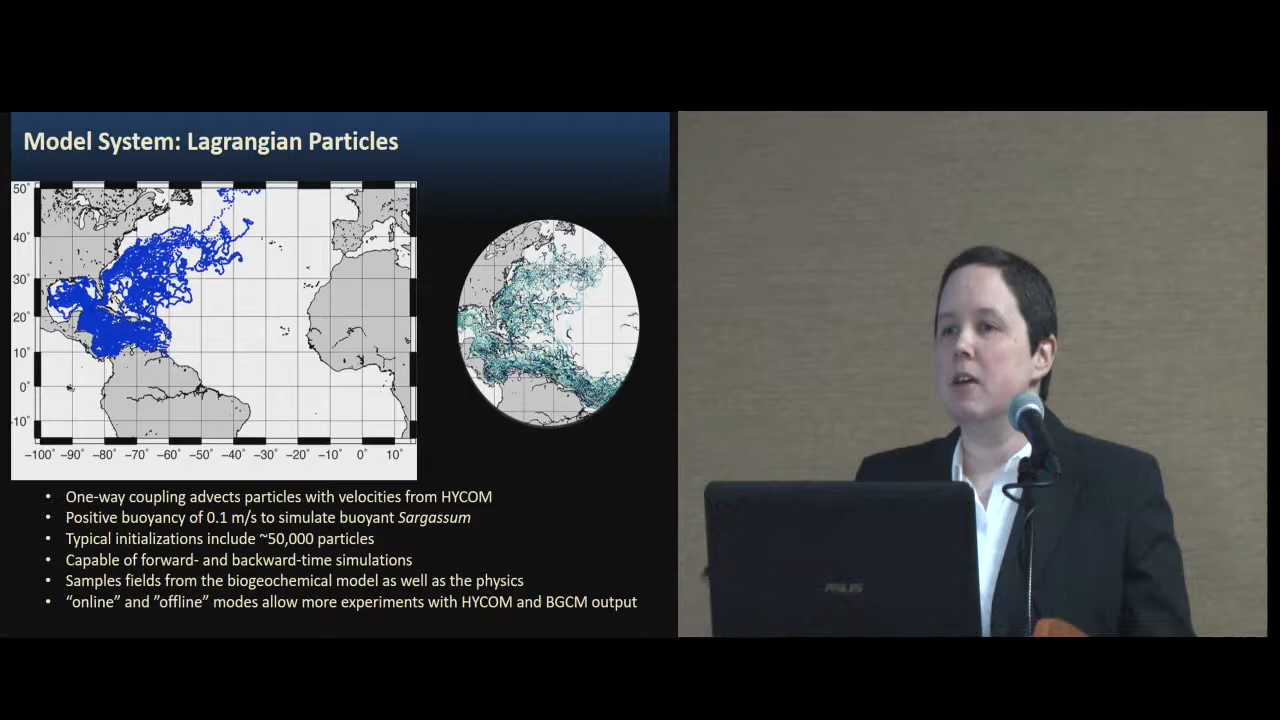 Model System: Lagrangian Particles
50°
40°
30°
20°
10°
0°
-10°
−100° −90° −80° −70° −60° −50° −40° −30° −20° −10° 0° 10°
• One-way coupling advects particles with velocities from HYCOM
• Positive buoyancy of 0.1 m/s to simulate buoyant Sargassum
• Typical initializations include ~50,000 particles
• Capable of forward- and backward-time simulations
• Samples fields from the biogeochemical model as well as the physics
• “online” and ”offline” modes allow more experiments with HYCOM and BGCM output
ASUS